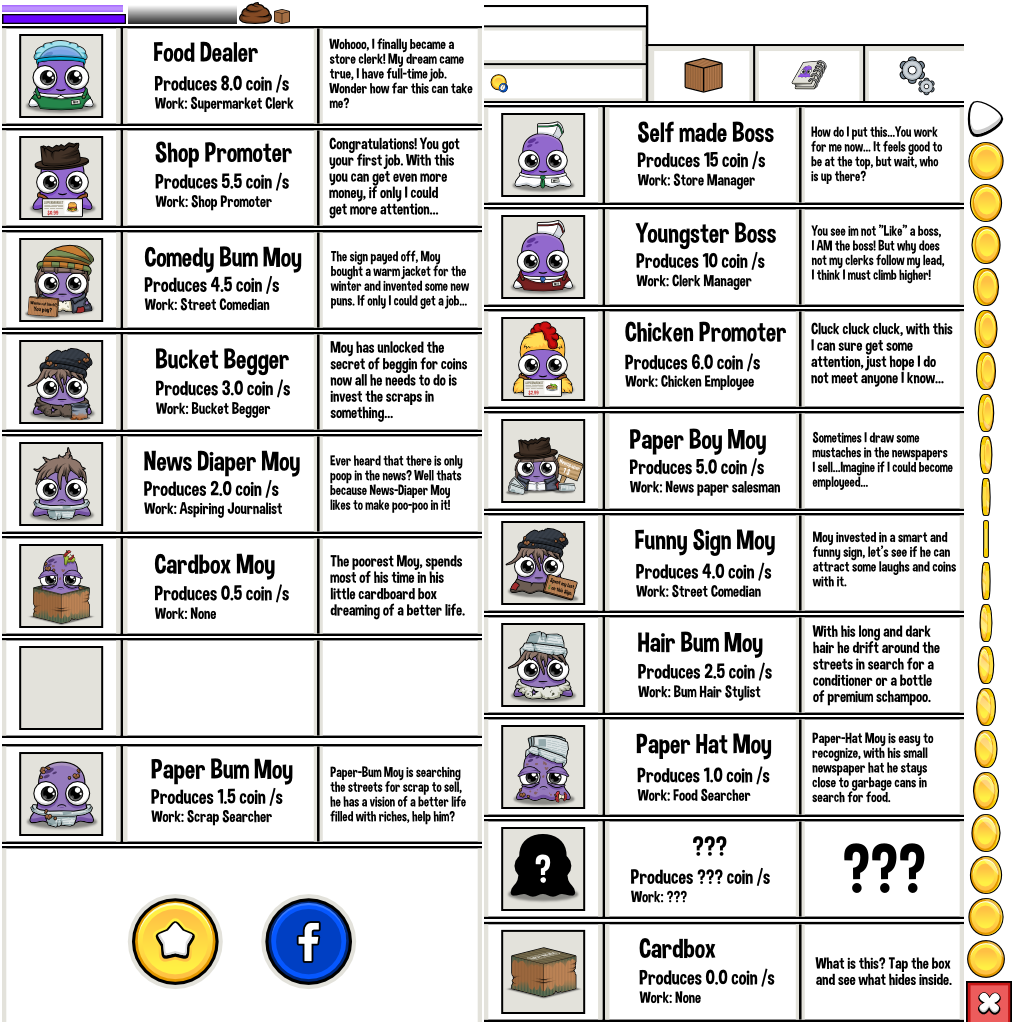 Food Dealer
Produces 8.0 coin /s
Work: Supermarket Clerk
Wohooo, I finally became a
store clerk! My dream came
true, I have full-time job.
Wonder how far this can take
me?
Shop Promoter
Produces 5.5 coin /s
Work: Shop Promoter
Congratulations! You got
your first job. With this
you can get even more
money, if only I could
get more attention...
Comedy Bum Moy
Produces 4.5 coin /s
Work: Street Comedian
The sign payed off, Moy
bought a warm jacket for the
winter and invented some new
puns. If only I could get a job...
Bucket Begger
Produces 3.0 coin /s
Work: Bucket Begger
Moy has unlocked the
secret of beggin for coins
now all he needs to do is
invest the scraps in
something...
News Diaper Moy
Produces 2.0 coin /s
Work: Aspiring Journalist
Ever heard that there is only
poop in the news? Well thats
because News-Diaper Moy
likes to make poo-poo in it!
Cardbox Moy
Produces 0.5 coin /s
Work: None
The poorest Moy, spends
most of his time in his
little cardboard box
dreaming of a better life.
Paper Bum Moy
Produces 1.5 coin /s
Work: Scrap Searcher
Paper-Bum Moy is searching
the streets for scrap to sell,
he has a vision of a better life
filled with riches, help him?
f
Self made Boss
Produces 15 coin /s
Work: Store Manager
How do I put this...You work
for me now... It feels good to
be at the top, but wait, who
is up there?
Youngster Boss
Produces 10 coin /s
Work: Clerk Manager
You see im not "Like" a boss,
I AM the boss! But why does
not my clerks follow my lead,
I think I must climb higher!
Chicken Promoter
Produces 6.0 coin /s
Work: Chicken Employee
Cluck cluck cluck, with this
I can sure get some
attention, just hope I do
not meet anyone I know...
$2.99
Paper Boy Moy
Produces 5.0 coin /s
Work: News paper salesman
Sometimes I draw some
mustaches in the newspapers
I sell...Imagine if I could become
employeed...
Funny Sign Moy
Produces 4.0 coin /s
Work: Street Comedian
Moy invested in a smart and
funny sign, let's see if he can
attract some laughs and coins
with it.
Hair Bum Moy
Produces 2.5 coin /s
Work: Bum Hair Stylist
With his long and dark
hair he drift around the
streets in search for a
conditioner or a bottle
of premium schampoo.
Paper Hat Moy
Produces 1.0 coin /s
Work: Food Searcher
Paper-Hat Moy is easy to
recognize, with his small
newspaper hat he stays
close to garbage cans in
search for food.
?
???
Produces ??? coin /s
Work: ???
???
Cardbox
Produces 0.0 coin /s
Work: None
What is this? Tap the box
and see what hides inside.